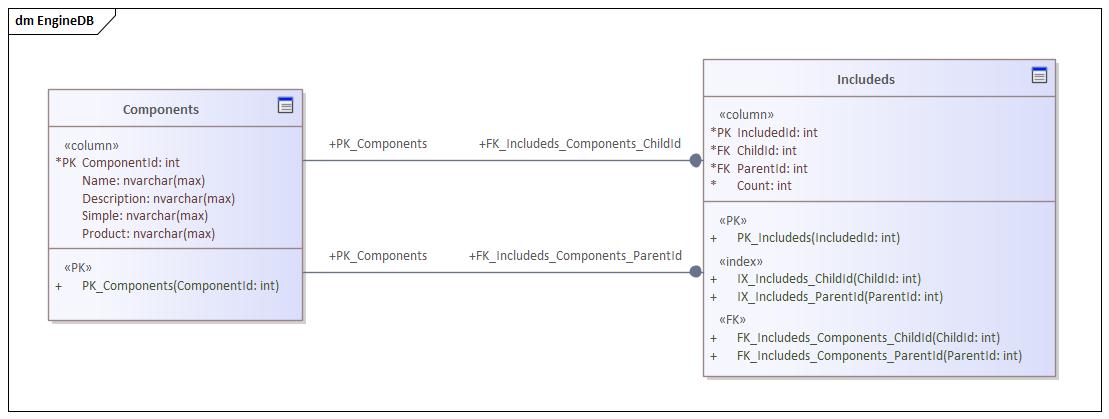 dm EngineDB
Components
«column»
*PK ComponentId: int
Name: nvarchar(max)
Description: nvarchar(max)
Simple: nvarchar(max)
Product: nvarchar(max)
«PK»
+ PK_Components(ComponentId: int)
+PK_Components
+FK_Includeds_Components_ChildId
+PK_Components
+FK_Includeds_Components_ParentId
Includeds
«column»
*PK IncludedId: int
*FK ChildId: int
*FK ParentId: int
* Count: int
«PK»
+ PK_Includeds(IncludedId: int)
«index»
+ IX_Includeds_ChildId(ChildId: int)
+ IX_Includeds_ParentId(ParentId: int)
«FK»
+ FK_Includeds_Components_ChildId(ChildId: int)
+ FK_Includeds_Components_ParentId(ParentId: int)